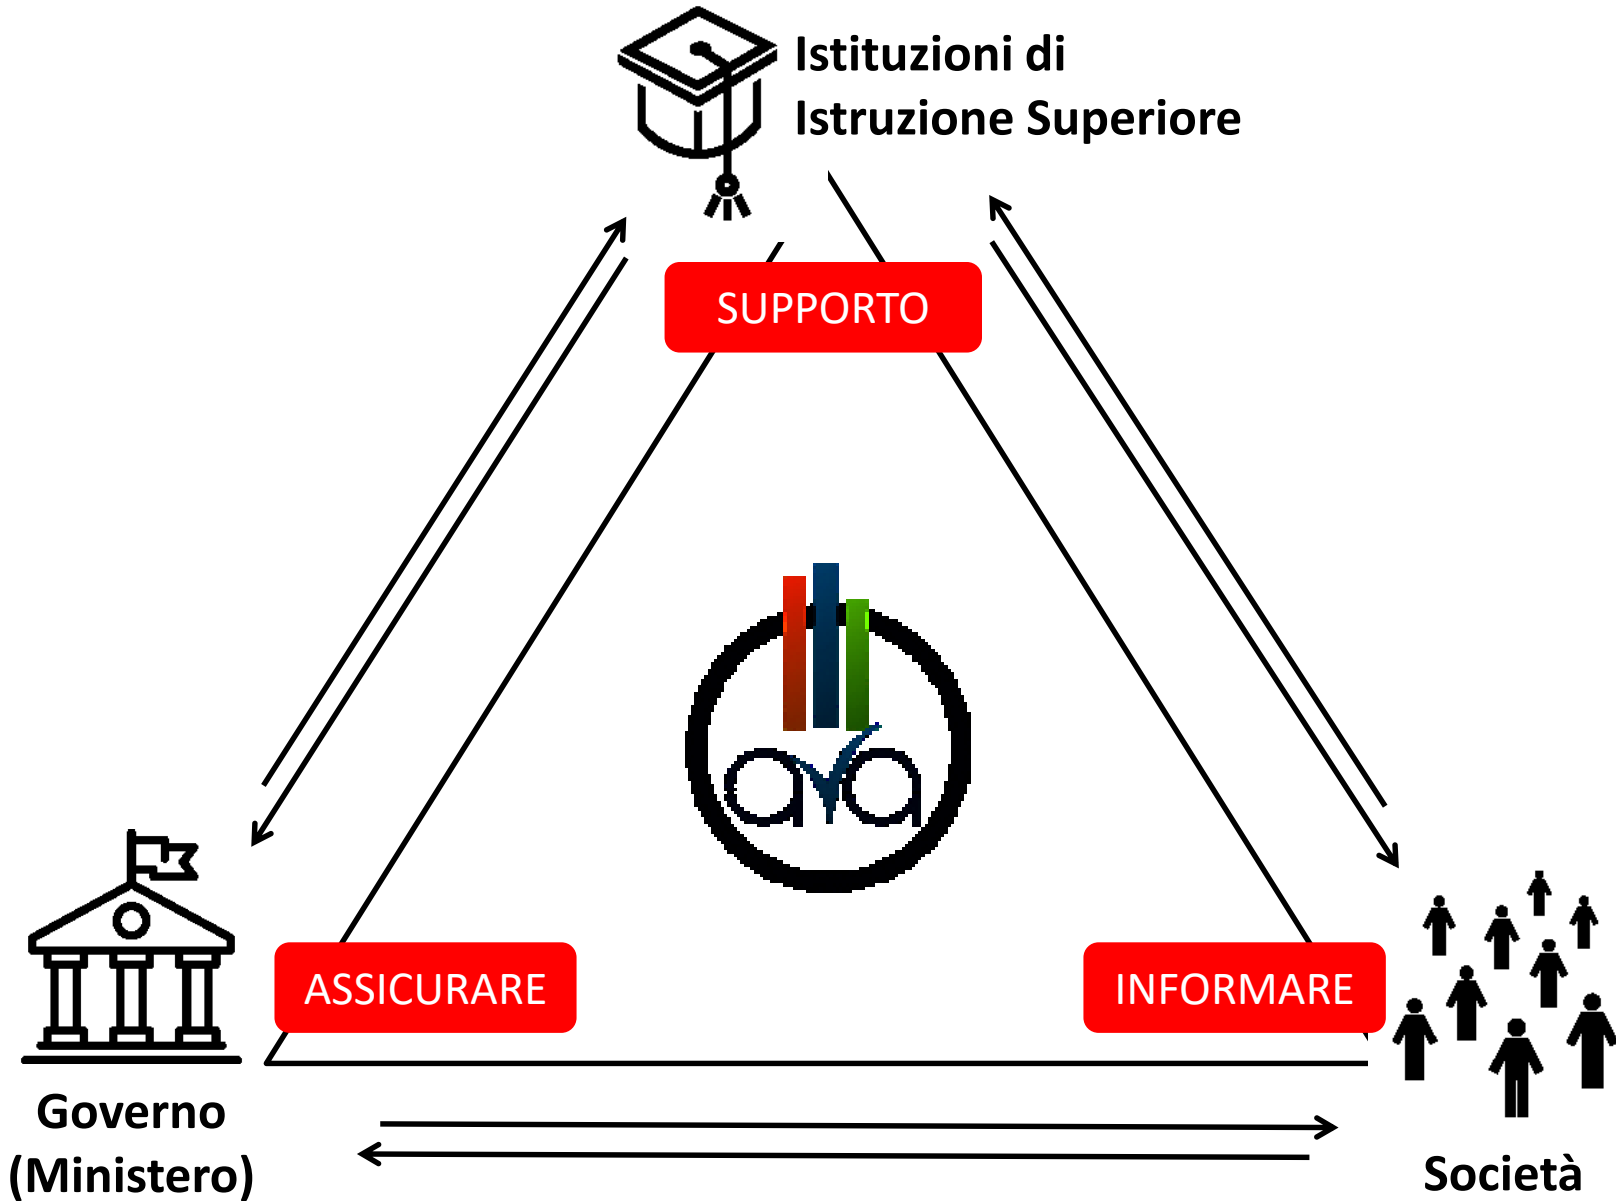 Istituzioni di
Istruzione Superiore
SUPPORTO
ava
ASSICURARE
INFORMARE
Governo
(Ministero)
Società